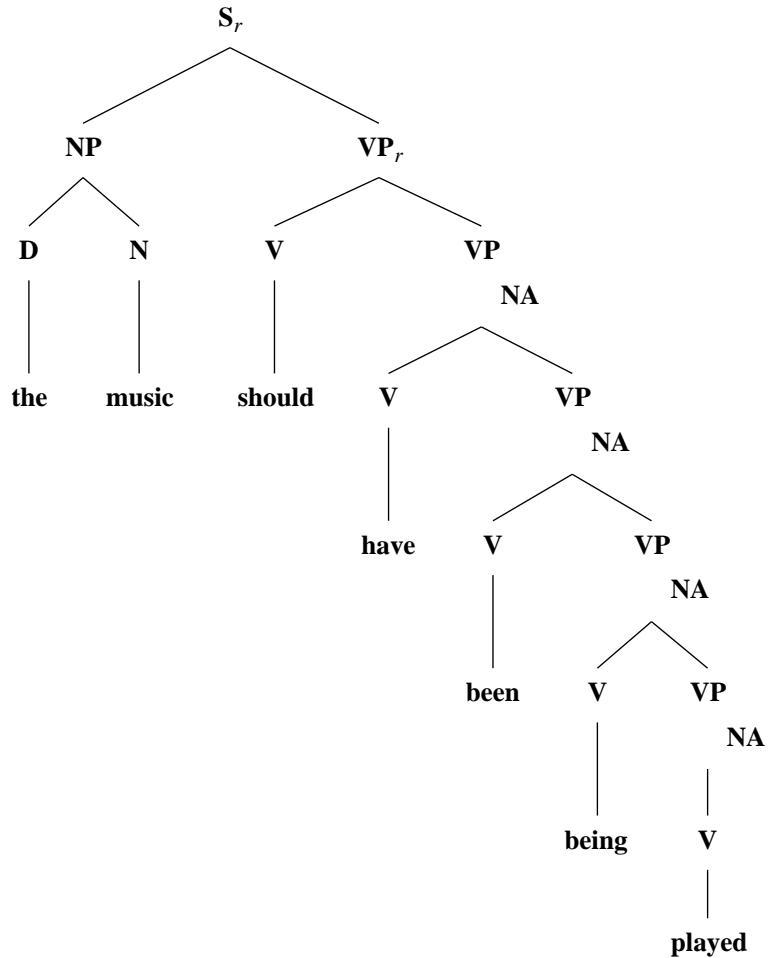 S_r
NP VP_r
D N V VP
NA
the music should V VP
NA
have V VP
NA
been V VP
NA
being V
played